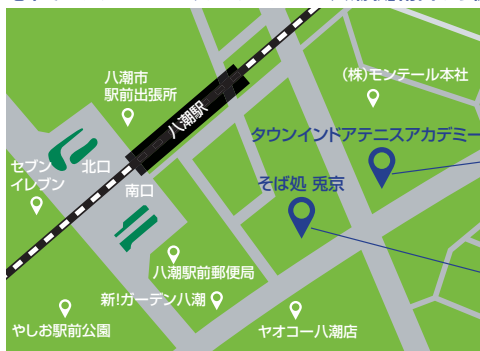 八潮市
駅前出張所
(株)モンテール本社
八潮駅
タウンインドアテニスアカデミー
セブン
イレブン
北口
南口
そば処 兎京
八潮駅前郵便局
新!ガーデン八潮
やしお駅前公園
ヤオコー八潮店